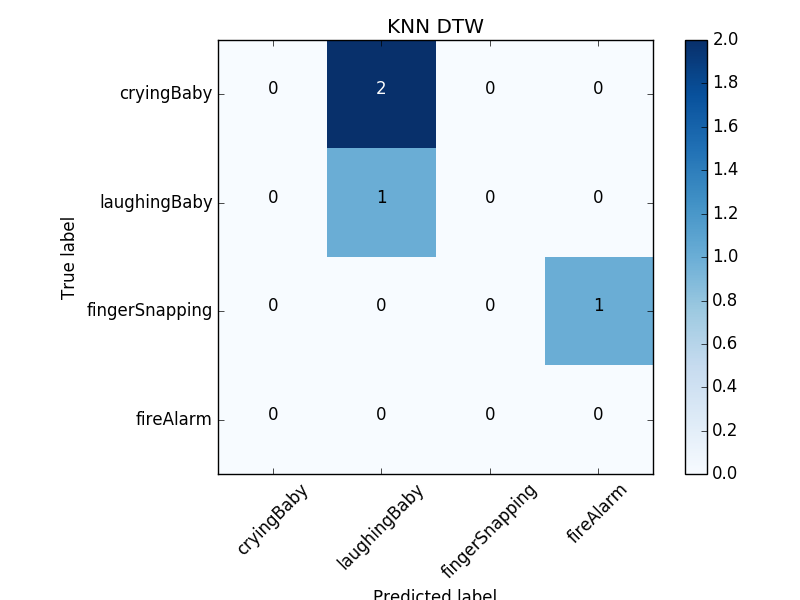 KNN DTW
True label
cryingBaby 0 2 0 0
laughingBaby 0 1 0 0
fingerSnapping 0 0 0 1
fireAlarm 0 0 0 0
cryingBaby laughingBaby fingerSnapping fireAlarm
Predicted label
2.0
1.8
1.6
1.4
1.2
1.0
0.8
0.6
0.4
0.2
0.0